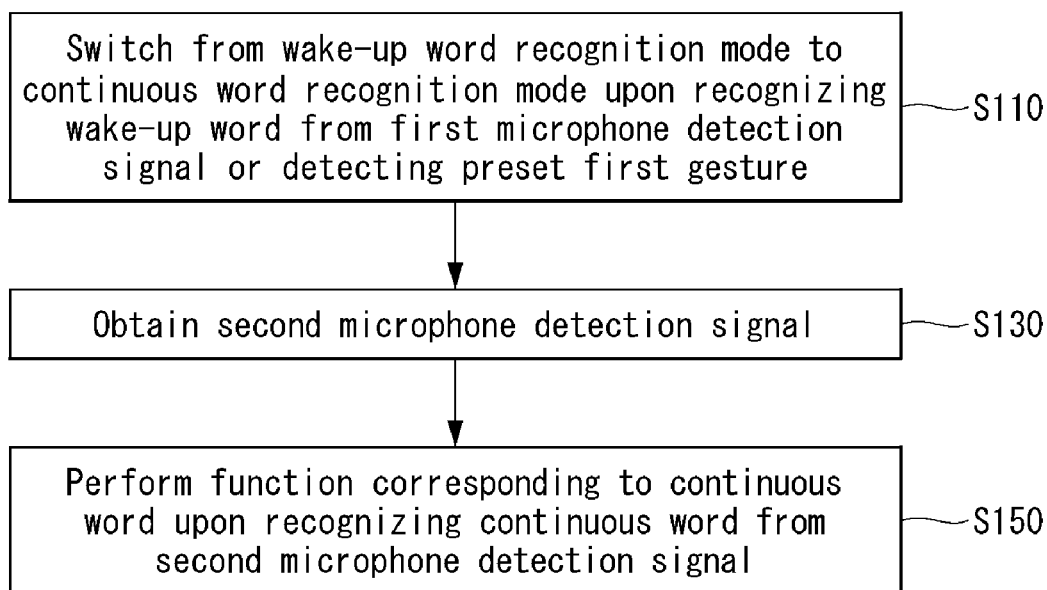 Switch from wake-up word recognition mode to
continuous word recognition mode upon recognizing
wake-up word from first microphone detection
signal or detecting preset first gesture
S110
Obtain second microphone detection signal
S130
Perform function corresponding to continuous
word upon recognizing continuous word from
second microphone detection signal
S150